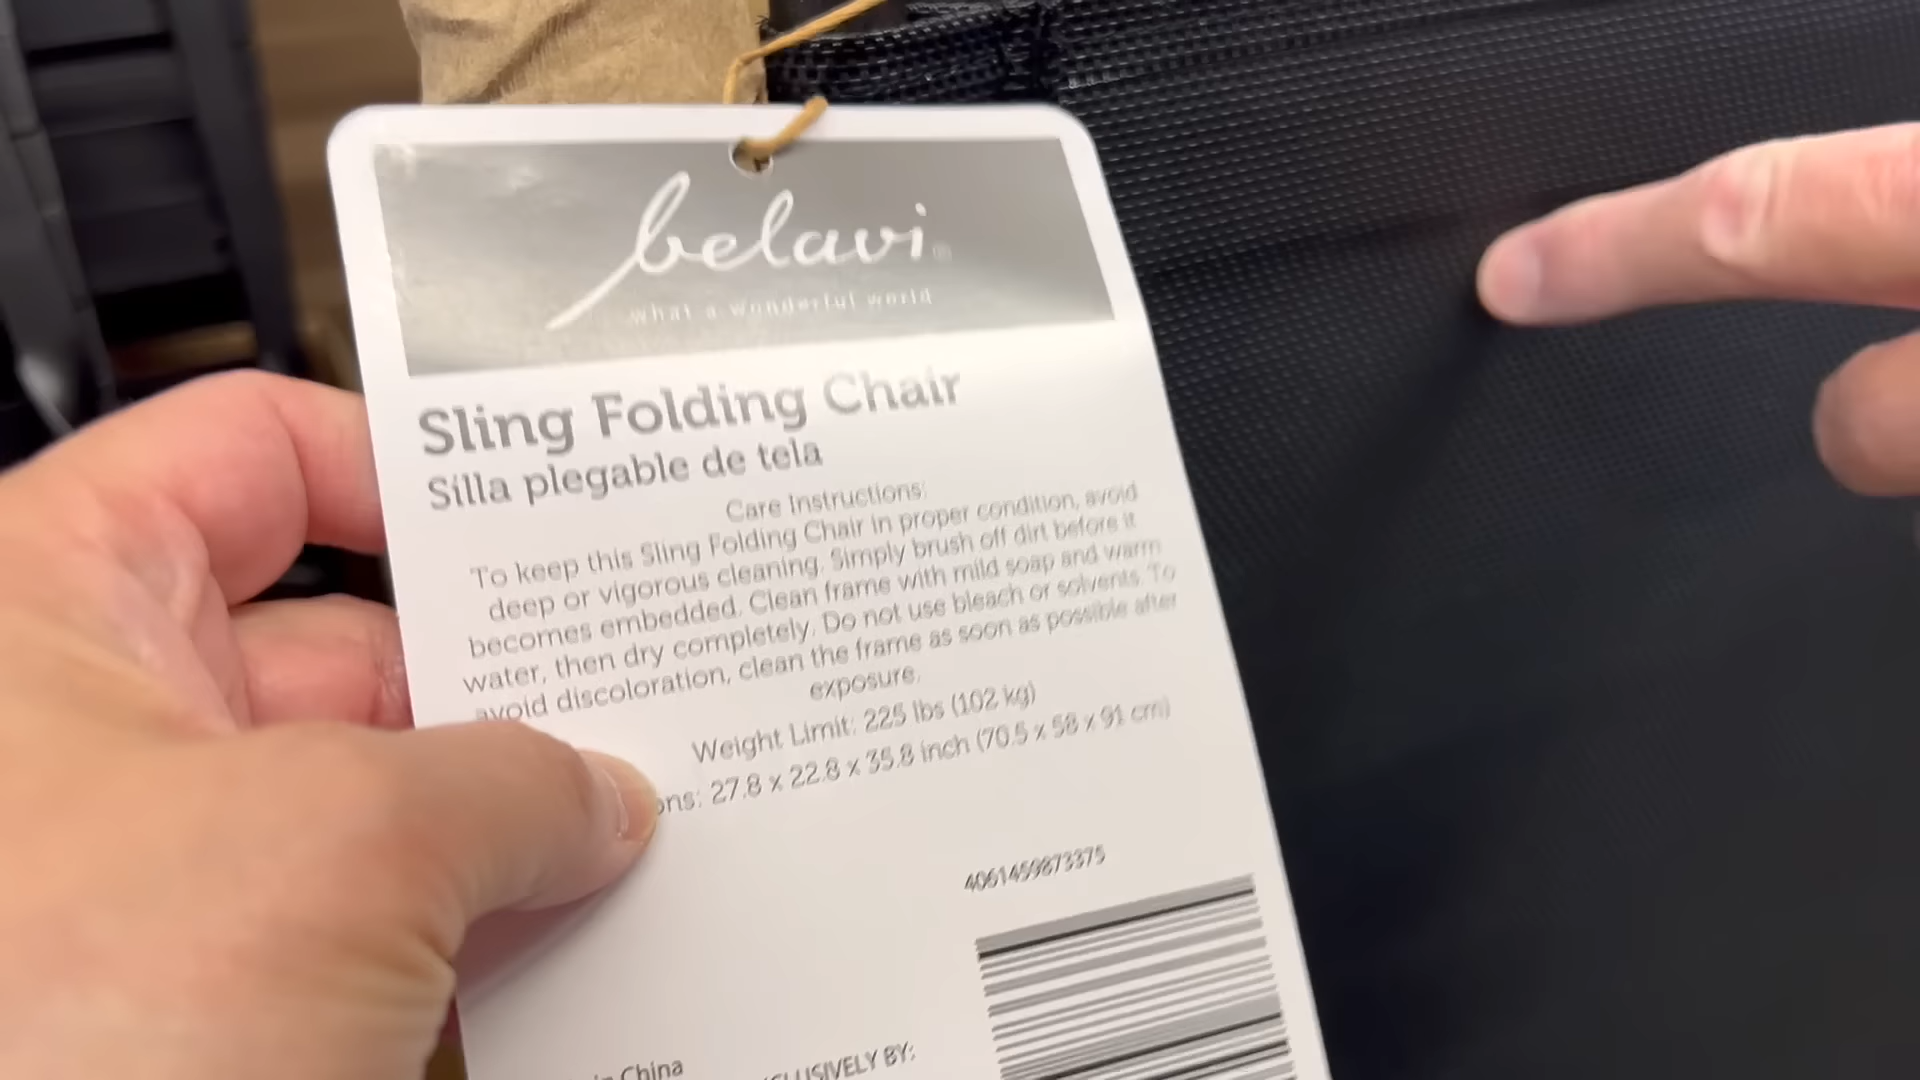 belavi
what a wonderful world
Sling Folding Chair
Silla plegable de tela
Care Instructions:
To keep this Sling Folding Chair in proper condition, avoid
deep or vigorous cleaning. Simply brush off dirt before it
becomes embedded. Clean frame with mild soap and warm
water, then dry completely. Do not use bleach or solvents. To
avoid discoloration, clean the frame as soon as possible after
exposure.
Weight Limit: 225 lbs (102 kg)
ons: 27.8 x 22.8 x 35.8 inch (70.5 x 58 x 91 cm)
4061459873375
China
CLUSIVELY BY: